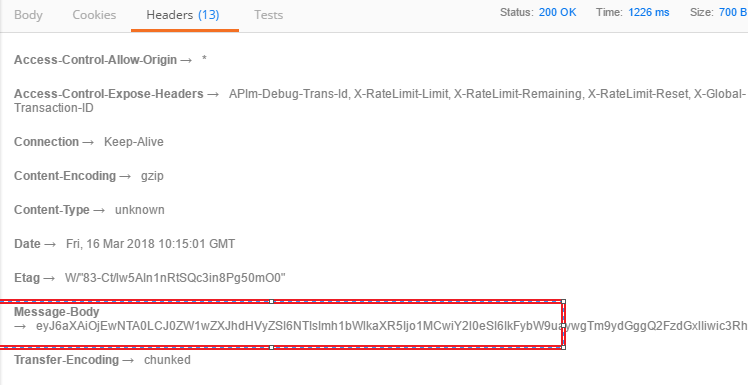 Body Cookies Headers (13) Tests Status: 200 OK Time: 1226 ms Size: 700 B
Access-Control-Allow-Origin → *
Access-Control-Expose-Headers → APIm-Debug-Trans-Id, X-RateLimit-Limit, X-RateLimit-Remaining, X-RateLimit-Reset, X-Global-
Transaction-ID
Connection → Keep-Alive
Content-Encoding → gzip
Content-Type → unknown
Date → Fri, 16 Mar 2018 10:15:01 GMT
Etag → W/"83-Ct/lw5AIn1nRtSQc3in8Pg50mO0"
Message-Body
→ eyJ6aXAiOjEwNTA0LCJ0ZW1wZXJhdHVyZSI6NTIsImh1bWlkaXR5Ijo1MCwiY2l0eSI6IkFybW9uaywgTm9ydGggQ2FzdGxlIiwic3Rh
Transfer-Encoding → chunked